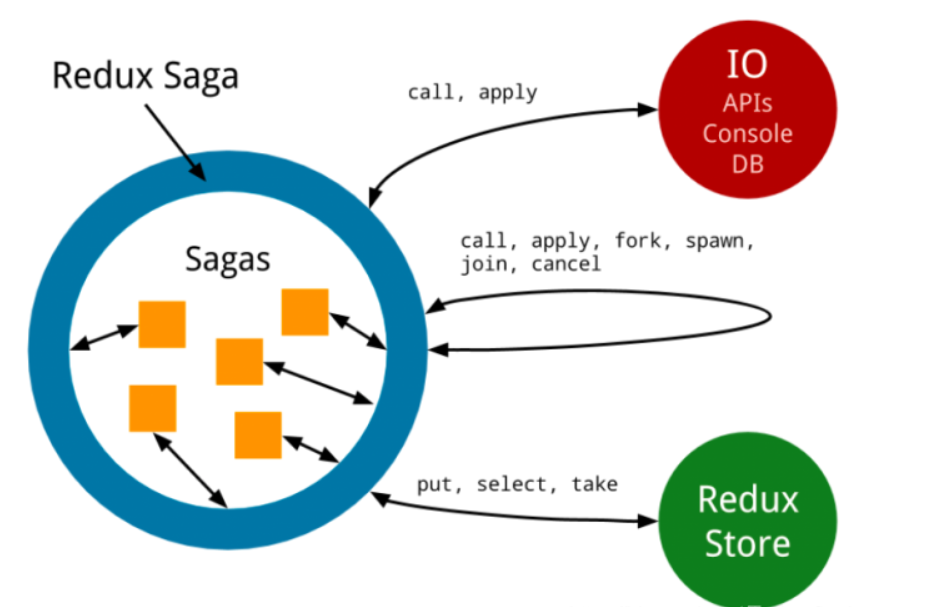 Redux Saga
call, apply
IO
APIs
Console
DB
Sagas
call, apply, fork, spawn,
join, cancel
put, select, take
Redux
Store